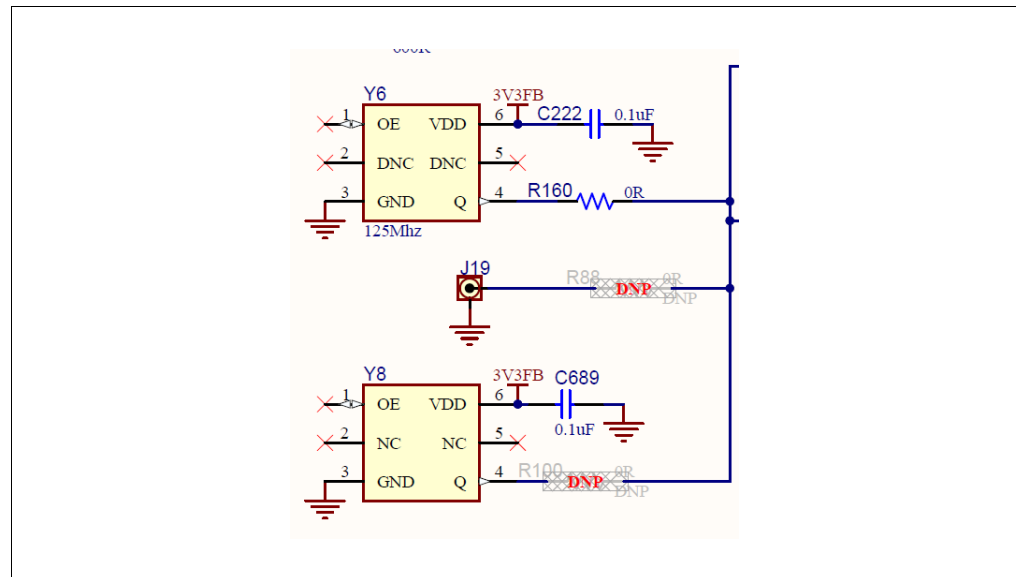 600R
Y6
3V3FB
1 OE VDD 6 C222 0.1uF
2 DNC DNC 5
3 GND Q 4 R160 0R
125Mhz
J19
R88 0R
DNP
DNP
Y8
3V3FB
C689
1 OE VDD 6
0.1uF
2 NC NC 5
3 GND Q 4 R100 0R
DNP
DNP